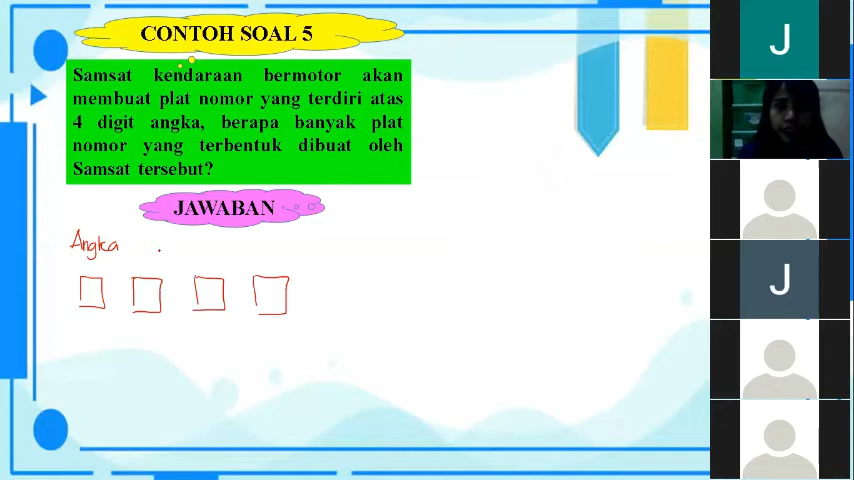 CONTOH SOAL 5
Samsat kendaraan bermotor akan
membuat plat nomor yang terdiri atas
4 digit angka, berapa banyak plat
nomor yang terbentuk dibuat oleh
Samsat tersebut?
JAWABAN
Angka
J
J